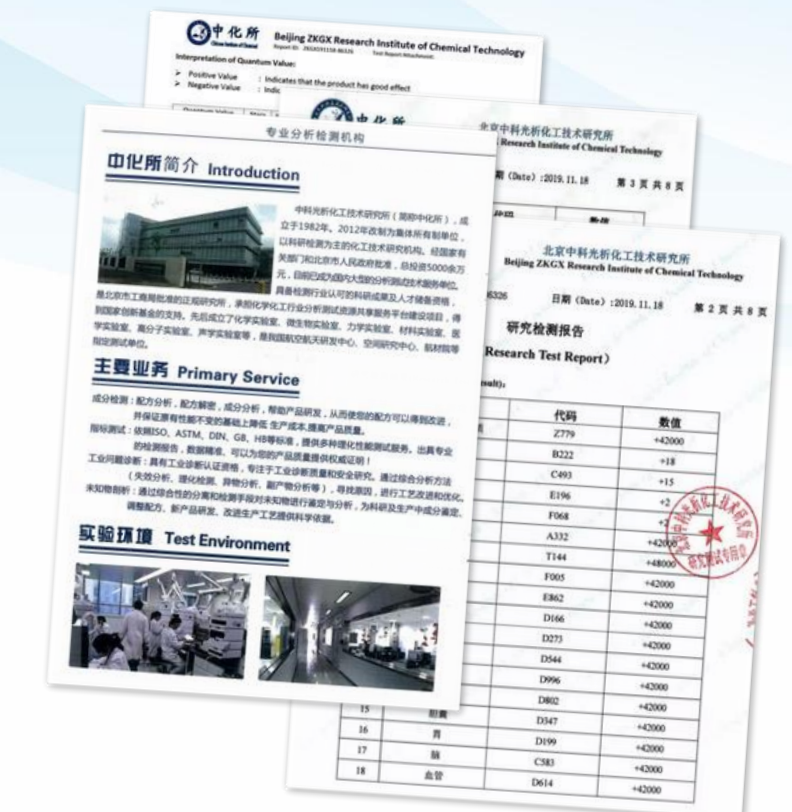 中化所
Beijing ZKGX Research Institute of Chemical Technology
Interpretation of Quantum Value:
Positive Value : Indicates that the product has good effect
Negative Value : Indic
北京中科光析化工技术研究所
Research Institute of Chemical Technology
期 (Date) :2019.11.18 第 3 页 共 8 页
专业分析检测机构
中化所简介 Introduction
中科光析化工技术研究所(简称中化所),成
立于1982年。2012年改制为集体所有制单位,
以科研检测为主的化工技术研究机构。经国家有
关部门和北京市人民政府批准,总投资5000余万
元,目前已成为国内大型的分析测试技术服务单位。
具备检测行业认可的科研成果及人才储备资格,
是北京市工商局批准的正规研究所,承担化学化工行业分析测试资源共享服务平台建设项目,得
到国家创新基金的支持。先后成立了化学实验室、微生物实验室、力学实验室、材料实验室、医
学实验室、高分子实验室、声学实验室等,是我国航空航天研发中心、空间研究中心、航材院等
指定测试单位。
主要业务 Primary Service
成分检测:配方分析,配方解密,成分分析,帮助产品研发,从而使您的配方可以得到改进,
并保证原有性能不变的基础上降低 生产成本,提高产品质量。
指标测试:依照ISO、ASTM、DIN、GB、HB等标准,提供多种理化性能测试服务。出具专业
的检测报告,数据精准,可以为您的产品质量提供权威证明!
工业问题诊断:具有工业诊断认证资格,专注于工业诊断质量和安全研究。通过综合分析方法
(失效分析、理化检测、异物分析、副产物分析等),寻找原因,进行工艺改进和优化。
未知物剖析:通过综合性的分离和检测手段对未知物进行鉴定与分析,为科研及生产中成分鉴定、
调整配方、新产品研发、改进生产工艺提供科学依据。
实验环境 Test Environment
北京中科光析化工技术研究所
Beijing ZKGX Research Institute of Chemical Technology
6326 日期 (Date) :2019.11.18 第 2 页 共 8 页
研究检测报告
Research Test Report)
代码 数值
Z779 +42000
B222 +18
C493 +15
E196 +2
F068 +2
A332 +42000
T144 +48000
F005 +42000
E862 +42000
D166 +42000
D273 +42000
D544 +42000
D996 +42000
D802 +42000
15 D347 +42000
16 胃 D199 +42000
17 脑 C583 +42000
18 血管 D614 +42000